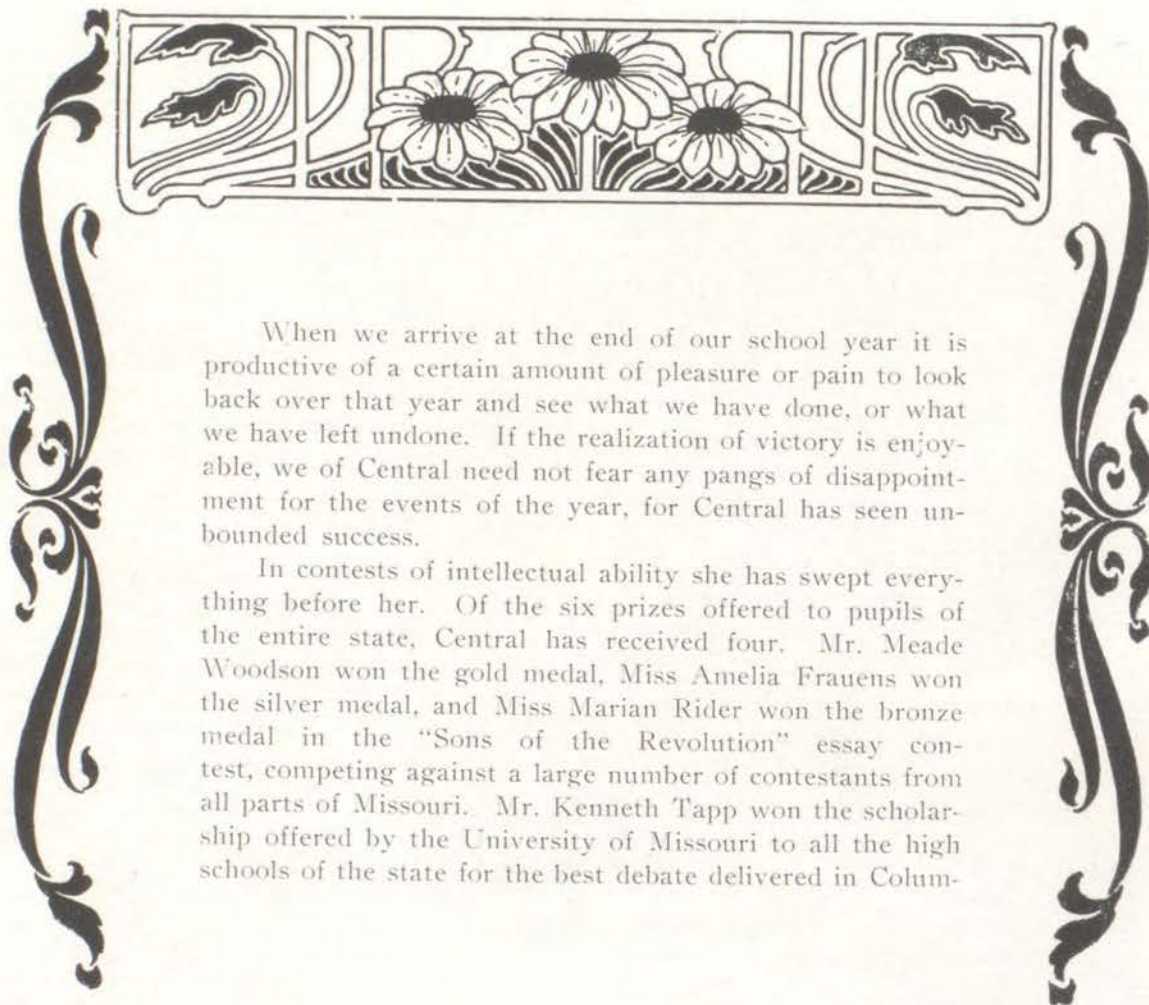 When we arrive at the end of our school year it is
productive of a certain amount of pleasure or pain to look
back over that year and see what we have done, or what
we have left undone. If the realization of victory is enjoy-
able, we of Central need not fear any pangs of disappoint-
ment for the events of the year, for Central has seen un-
bounded success.
In contests of intellectual ability she has swept every-
thing before her. Of the six prizes offered to pupils of
the entire state, Central has received four. Mr. Meade
Woodson won the gold medal, Miss Amelia Frauens won
the silver medal, and Miss Marian Rider won the bronze
medal in the "Sons of the Revolution" essay con-
test, competing against a large number of contestants from
all parts of Missouri. Mr. Kenneth Tapp won the scholar-
ship offered by the University of Missouri to all the high
schools of the state for the best debate delivered in Colum-